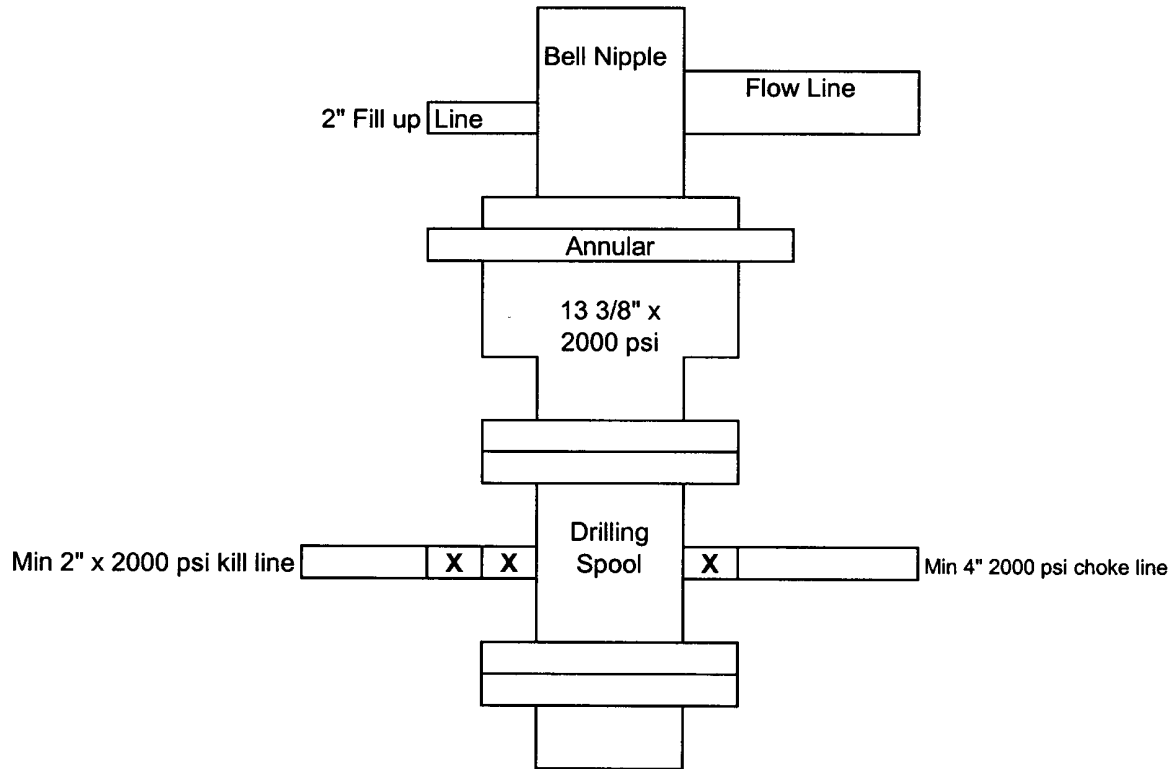 Bell Nipple
Flow Line
2" Fill up Line
Annular
13 3/8" x
2000 psi
Drilling
Spool
Min 2" x 2000 psi kill line X X
X Min 4" 2000 psi choke line